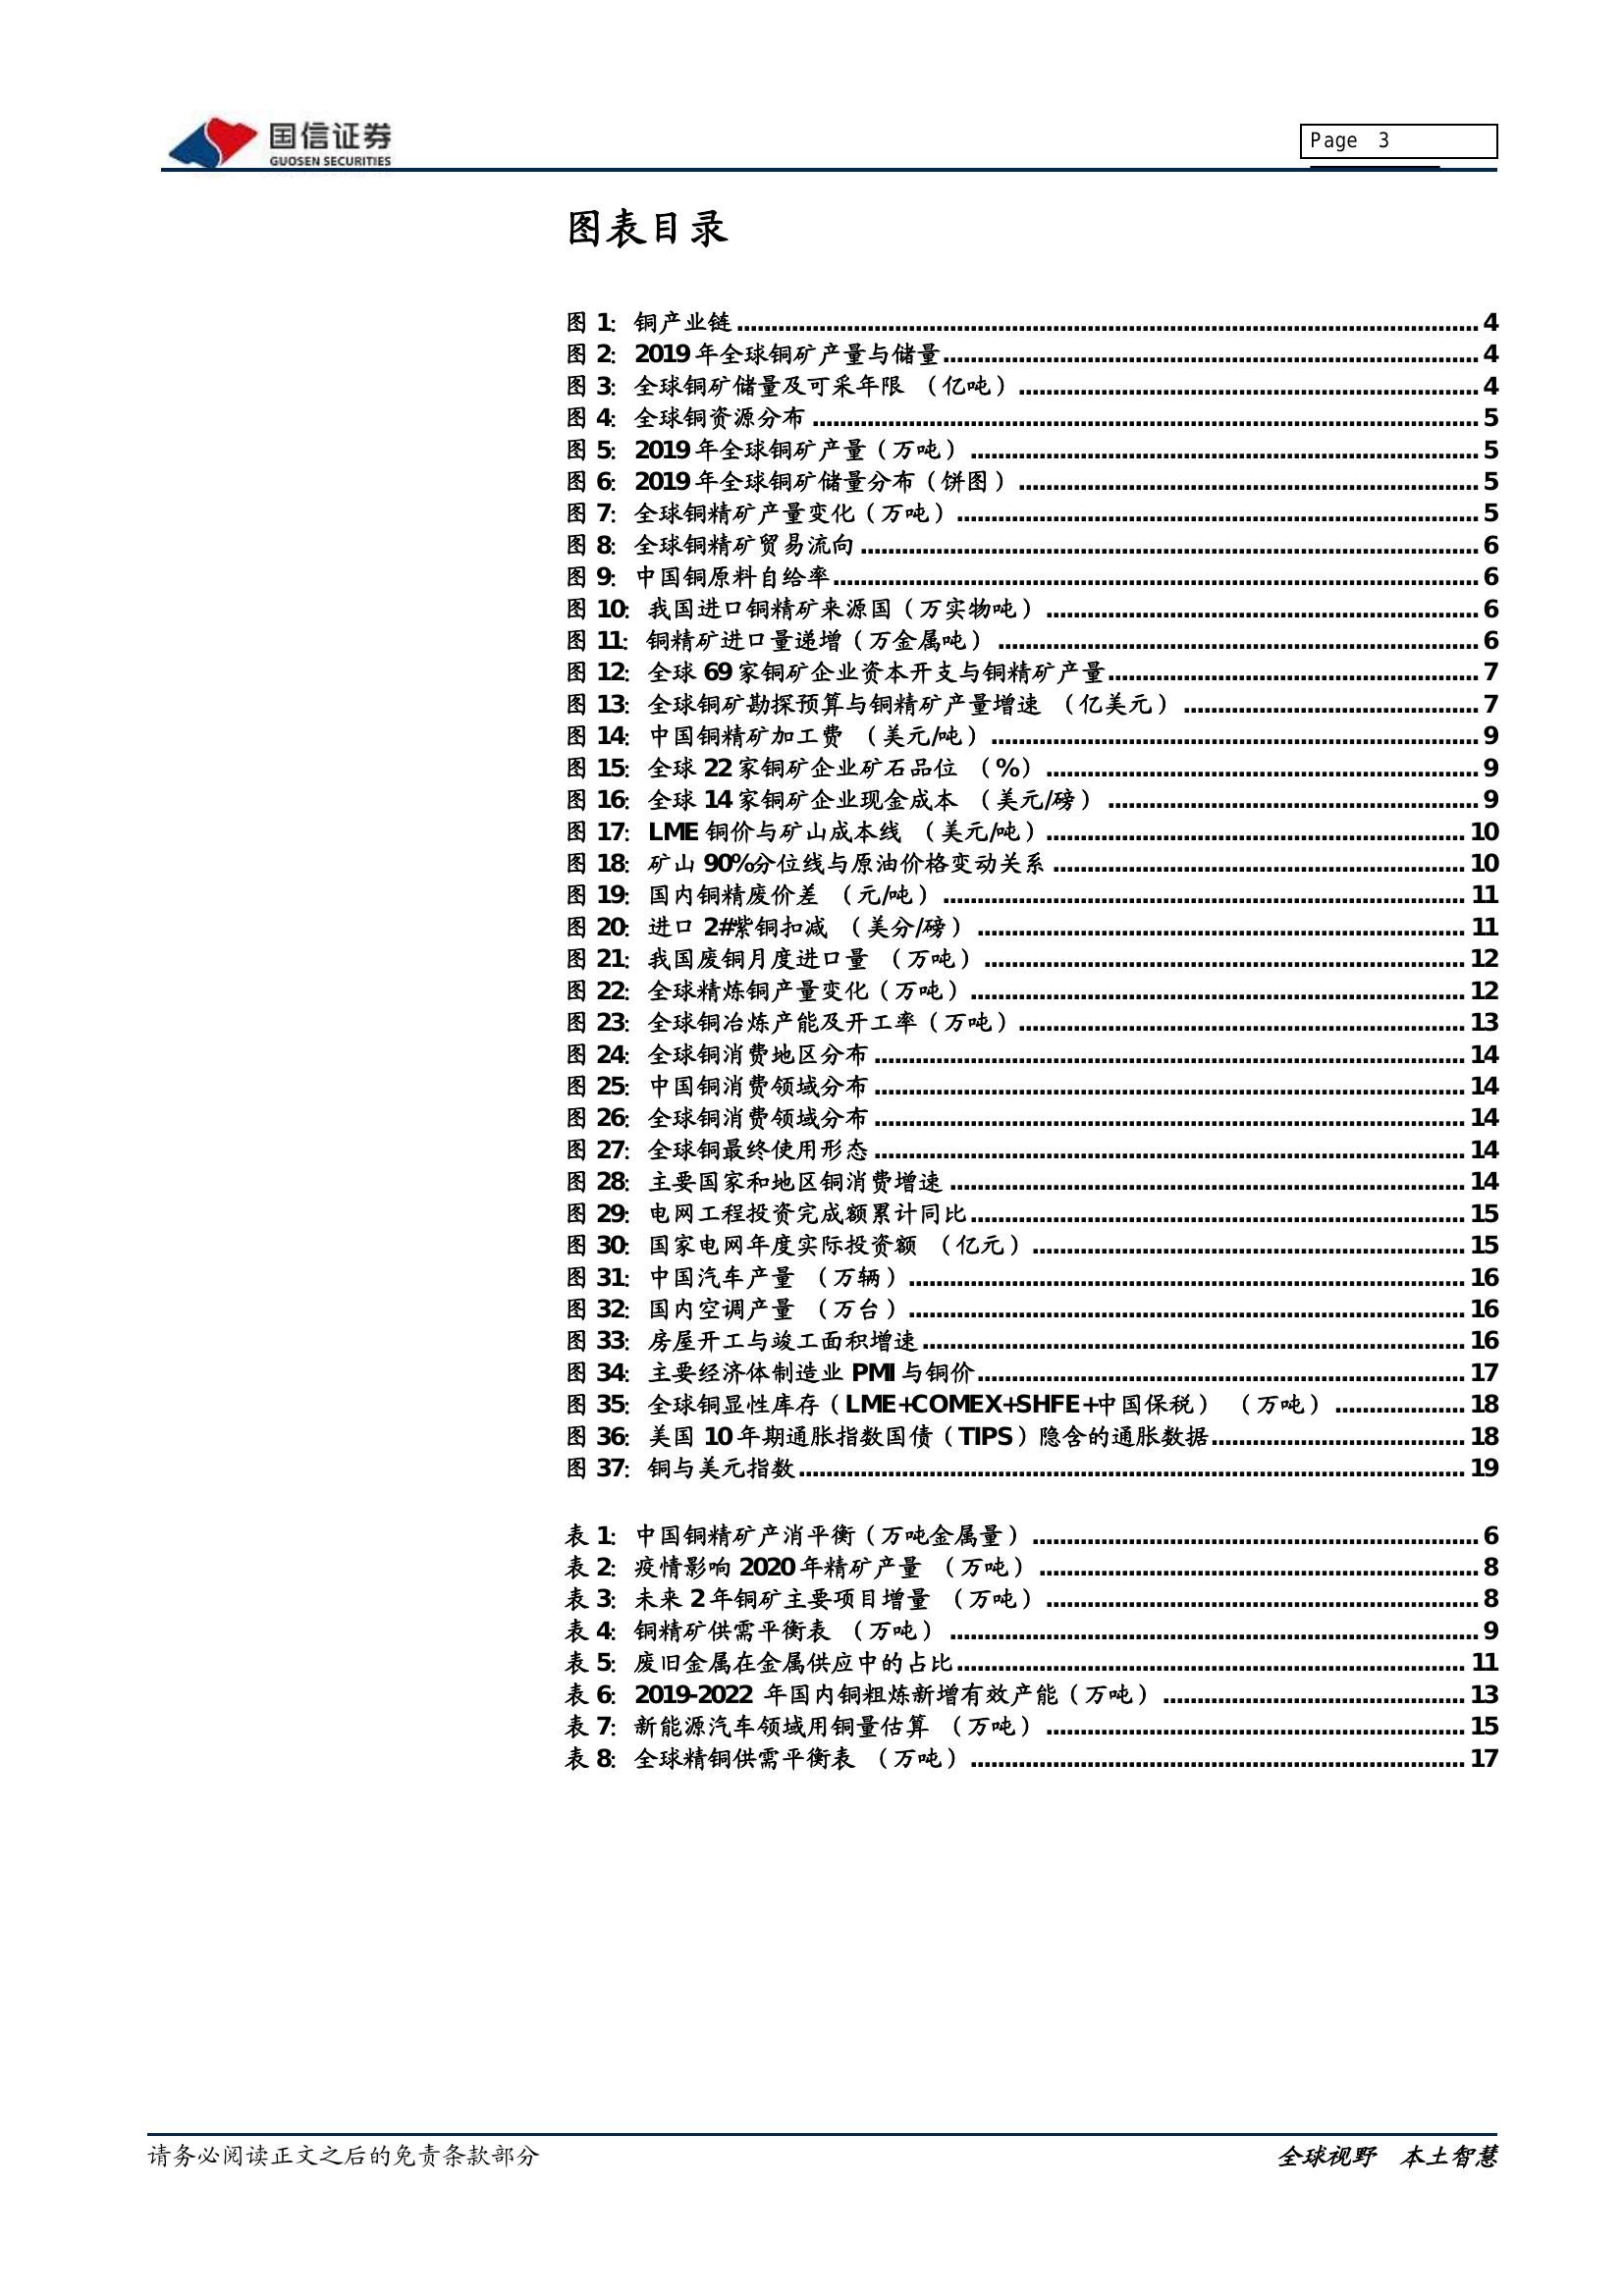 国信证券
GUOSEN SECURITIES
Page 3
图表目录
图 1: 铜产业链 4
图 2: 2019 年全球铜矿产量与储量 4
图 3: 全球铜矿储量及可采年限 (亿吨) 4
图 4: 全球铜资源分布 5
图 5: 2019 年全球铜矿产量(万吨) 5
图 6: 2019 年全球铜矿储量分布(饼图) 5
图 7: 全球铜精矿产量变化(万吨) 5
图 8: 全球铜精矿贸易流向 6
图 9: 中国铜原料自给率 6
图 10: 我国进口铜精矿来源国(万实物吨) 6
图 11: 铜精矿进口量递增(万金属吨) 6
图 12: 全球 69 家铜矿企业资本开支与铜精矿产量 7
图 13: 全球铜矿勘探预算与铜精矿产量增速 (亿美元) 7
图 14: 中国铜精矿加工费 (美元/吨) 9
图 15: 全球 22 家铜矿企业矿石品位 (%) 9
图 16: 全球 14 家铜矿企业现金成本 (美元/磅) 9
图 17: LME 铜价与矿山成本线 (美元/吨) 10
图 18: 矿山 90%分位线与原油价格变动关系 10
图 19: 国内铜精废价差 (元/吨) 11
图 20: 进口 2#紫铜扣减 (美分/磅) 11
图 21: 我国废铜月度进口量 (万吨) 12
图 22: 全球精炼铜产量变化(万吨) 12
图 23: 全球铜冶炼产能及开工率(万吨) 13
图 24: 全球铜消费地区分布 14
图 25: 中国铜消费领域分布 14
图 26: 全球铜消费领域分布 14
图 27: 全球铜最终使用形态 14
图 28: 主要国家和地区铜消费增速 14
图 29: 电网工程投资完成额累计同比 15
图 30: 国家电网年度实际投资额 (亿元) 15
图 31: 中国汽车产量 (万辆) 16
图 32: 国内空调产量 (万台) 16
图 33: 房屋开工与竣工面积增速 16
图 34: 主要经济体制造业 PMI 与铜价 17
图 35: 全球铜显性库存(LME+COMEX+SHFE+中国保税) (万吨) 18
图 36: 美国 10 年期通胀指数国债(TIPS)隐含的通胀数据 18
图 37: 铜与美元指数 19
表 1: 中国铜精矿产消平衡(万吨金属量) 6
表 2: 疫情影响 2020 年精矿产量 (万吨) 8
表 3: 未来 2 年铜矿主要项目增量 (万吨) 8
表 4: 铜精矿供需平衡表 (万吨) 9
表 5: 废旧金属在金属供应中的占比 11
表 6: 2019-2022 年国内铜粗炼新增有效产能(万吨) 13
表 7: 新能源汽车领域用铜量估算 (万吨) 15
表 8: 全球精铜供需平衡表 (万吨) 17
请务必阅读正文之后的免责条款部分
全球视野 本土智慧